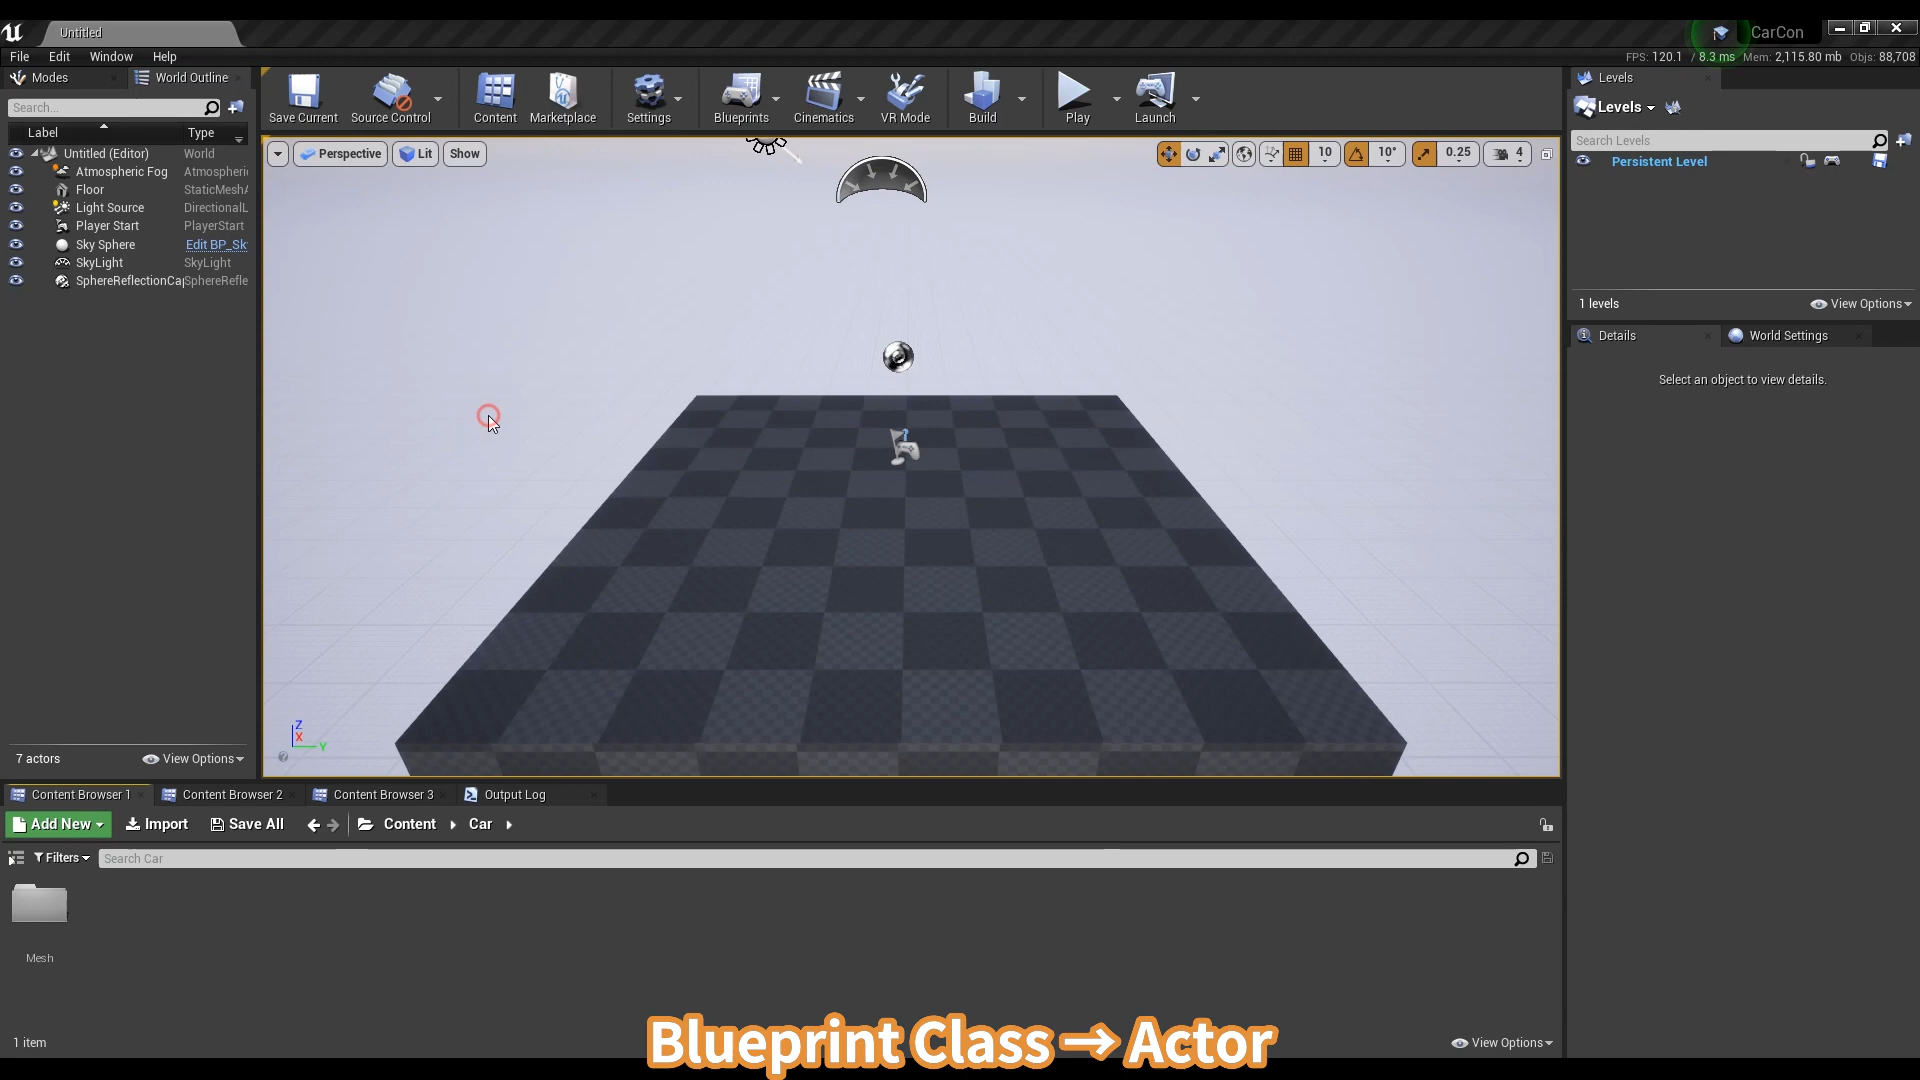 Untitled
CarCon
File Edit Window Help
FPS: 120.1 / 8.3 ms Mem: 2,115.80 mb Objs: 88,708
Modes World Outline
Search...
Label Type
Untitled (Editor) World
Atmospheric Fog Atmospheric
Floor StaticMeshA
Light Source DirectionalL
Player Start PlayerStart
Sky Sphere Edit BP_Sk
SkyLight SkyLight
SphereReflectionCap SphereRefle
7 actors View Options
Save Current Source Control Content Marketplace Settings Blueprints Cinematics VR Mode Build Play Launch
Perspective Lit Show 10 10° 0.25 4
Z
X
Y
Levels
Levels
Search Levels
Persistent Level
1 levels View Options
Details World Settings
Select an object to view details.
Content Browser 1 Content Browser 2 Content Browser 3 Output Log
Add New Import Save All Content Car
Filters Search Car
Mesh
1 item View Options
Blueprint Class → Actor